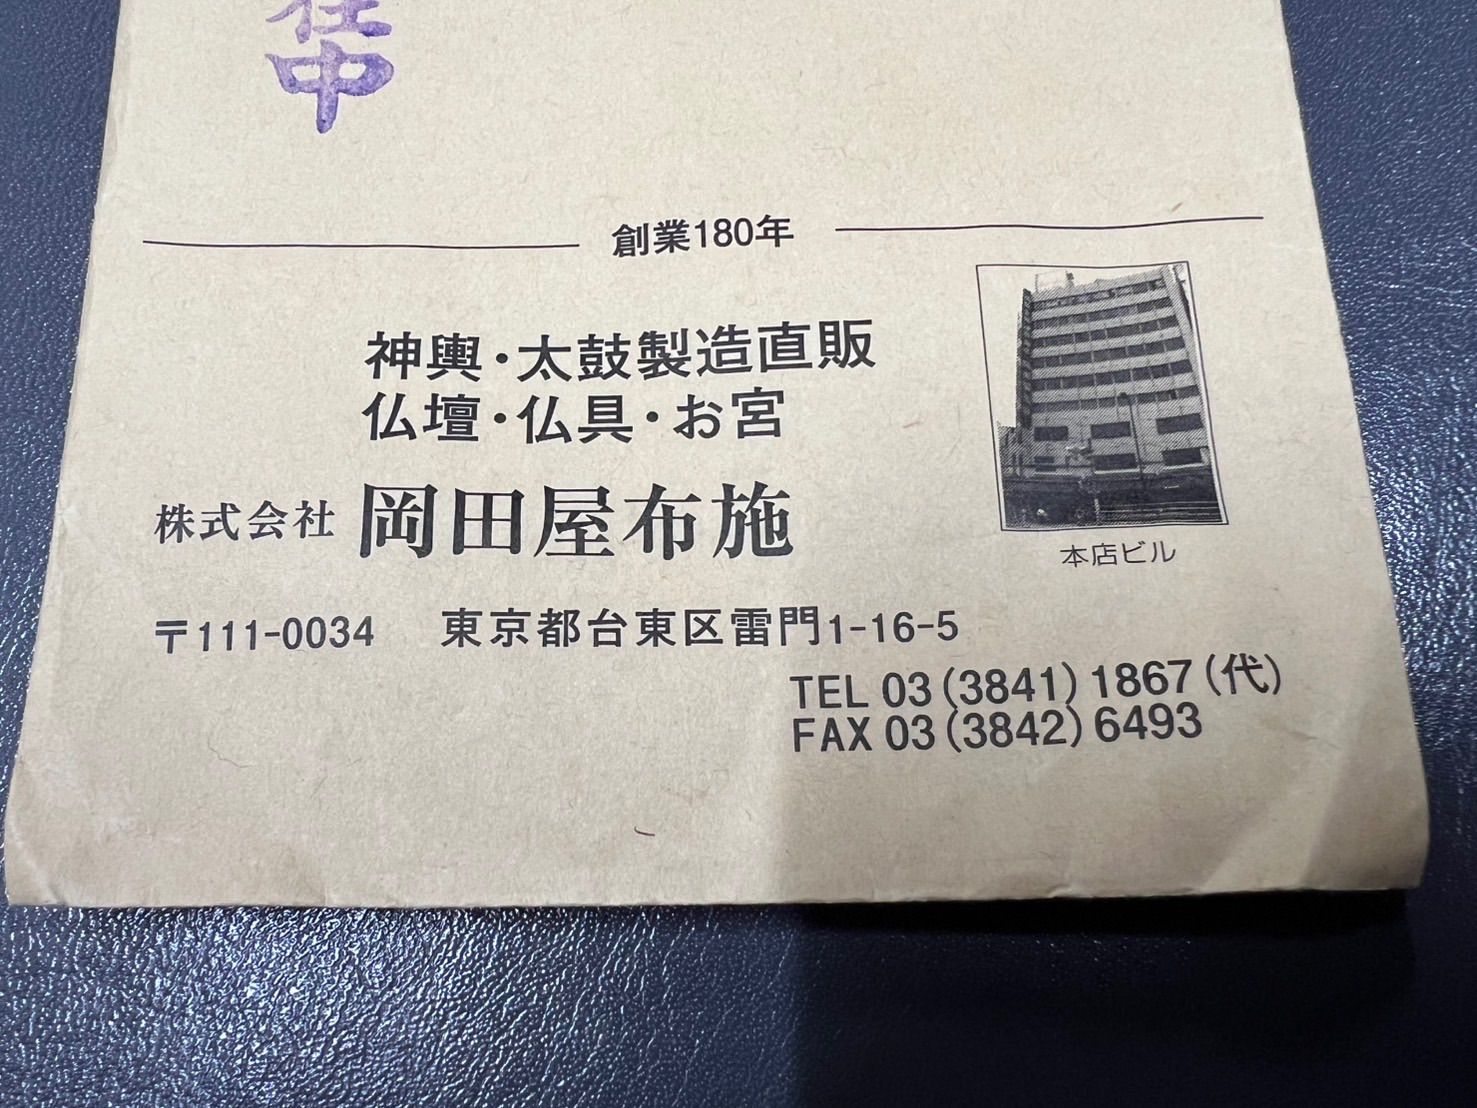 在中
創業180年
神輿・太鼓製造直販
仏壇・仏具・お宮
株式会社 岡田屋布施
本店ビル
〒111-0034 東京都台東区雷門1-16-5
TEL 03(3841)1867(代)
FAX 03(3842)6493